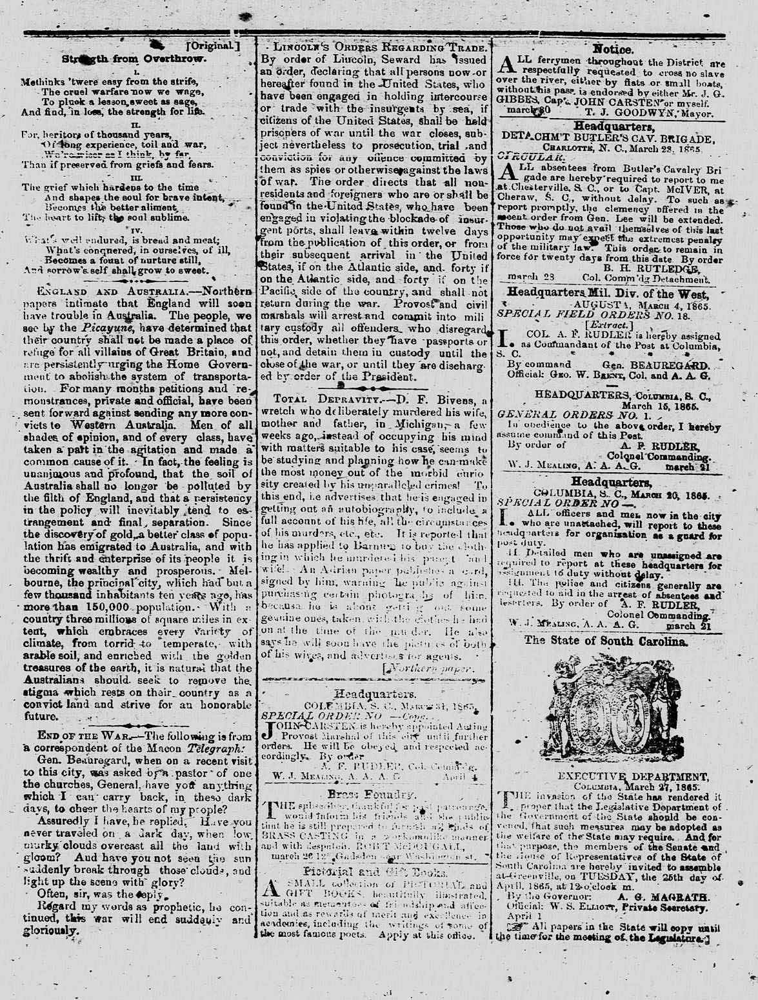 [Original.]
Strength from Overthrow.
I.
Methinks 'twere easy from the strife,
The cruel warfare now we wage,
To pluck a lesson, sweet as sage,
And find, in loss, the strength for life.
II.
For, heritors of thousand years,
Of long experience, toil and war,
We're wiser as I think, by far,
Than if preserved from griefs and fears.
III.
The grief which hardens to the time
And shapes the soul for brave intent,
Becomes the better aliment,
The heart to lift, the soul sublime.
IV.
What's well endured, is bread and meat;
What's conquered, in ourselves, of ill,
Becomes a fount of nurture still,
And sorrow's self shall grow to sweet.
ENGLAND AND AUSTRALIA.—Northern
papers intimate that England will soon
have trouble in Australia. The people, we
see by the Picayune, have determined that
their country shall not be made a place of
refuge for all villains of Great Britain, and
are persistently urging the Home Govern-
ment to abolish the system of transporta-
tion. For many months petitions and re-
monstrances, private and official, have been
sent forward against sending any more con-
victs to Western Australia. Men of all
shades of opinion, and of every class, have
taken a part in the agitation and made a
common cause of it. In fact, the feeling is
unanimous and profound, that the soil of
Australia shall no longer be polluted by
the filth of England, and that a persistency
in the policy will inevitably tend to es-
trangement and final separation. Since
the discovery of gold, a better class of popu-
lation has emigrated to Australia, and with
the thrift and enterprise of its people it is
becoming wealthy and prosperous. Mel-
bourne, the principal city, which had but a
few thousand inhabitants ten years ago, has
more than 150,000 population. With a
country three millions of square miles in ex
tent, which embraces every variety of
climate, from torrid to temperate, with
arable soil, and enriched with the golden
treasures of the earth, it is natural that the
Australians should seek to remove the
stigma which rests on their country as a
convict land and strive for an honorable
future.
END OF THE WAR.—The following is from
a correspondent of the Macon Telegraph:
Gen. Beauregard, when on a recent visit
to this city, was asked by a pastor of one
the churches, General, have you anything
which I can carry back, in these dark
days, to cheer the hearts of my people?
Assuredly I have, he replied. Have you
never traveled on a dark day, when low,
murky clouds overcast all the land with
gloom? And have you not seen the sun
suddenly break through those clouds, and
light up the scene with glory?
Often, sir, was the reply.
Regard my words as prophetic, he con-
tinued, this war will end suddenly and
gloriously.
LINCOLN'S ORDERS REGARDING TRADE.
By order of Lincoln, Seward has issued
an order, declaring that all persons now or
hereafter found in the United States, who
have been engaged in holding intercourse
or trade with the insurgents by sea, if
citizens of the United States, shall be held
prisoners of war until the war closes, sub-
ject nevertheless to prosecution, trial and
conviction for any offence committed by
them as spies or otherwise against the laws
of war. The order directs that all non-
residents and foreigners who are or shall be
found in the United States, who have been
engaged in violating the blockade of insur-
gent ports, shall leave within twelve days
from the publication of this order, or from
their subsequent arrival in the United
States, if on the Atlantic side, and forty if
on the Atlantic side, and forty if on the
Pacific side of the country, and shall not
return during the war. Provost and civil
marshals will arrest and commit into mili
tary custody all offenders who disregard
this order, whether they have passports or
not, and detain them in custody until the
close of the war, or until they are discharg-
ed by order of the President.
TOTAL DEPRAVITY.—D. F. Bivens, a
wretch who deliberately murdered his wife,
mother and father, in Michigan, a few
weeks ago, instead of occupying his mind
with matters suitable to his case, seems to
be studying and planning how he can make
the most money out of the morbid curio
sity created by his unparalleled crimes! To
this end, he advertises that he is engaged in
getting out an autobiography, to include a
full account of his life, all the circumstances
of his murders, etc., etc. It is reported that
he has applied to Barnum to buy the cloth-
ing in which he murdered his parent and
wife! An Adrian paper publishes a card,
signed by him, warning the public against
purchasing certain photographs of him,
because he is about getting out some
genuine ones, taken with the clothes he had
on at the time of the murder. He also
says he will soon have the pictures of both
of his wives, and advertises for agents.
[Northern paper.
Headquarters.
COLUMBIA, S. C., MARCH 31, 1865.
SPECIAL ORDER NO —Copy.
JOHN CARSTEN is hereby appointed Acting
Provost Marshal of this city until further
orders. He will be obeyed and respected ac-
cordingly. By order
A. F. RUDLER, Col. Comm'g.
W. J. MEALING, A. A. A. G. April 4
Brass Foundry.
THE subscriber, thankful for past patronage,
would inform his friends and the public
that he is still prepared to furnish all kinds of
BRASS CASTING in a workmanlike manner
and with despatch. ROB'T McDOUGALL,
march 26 12 Gadsden near Washington st.
Pictorial and Gift Books.
A SMALL collection of PICTORIAL and
GIFT BOOKS, beautifully illustrated,
suitable as mementos of friendship and affec-
tion and as rewards of merit and excellence in
academies, including the writings of some of
the most famous poets. Apply at this office.
Notice.
ALL ferrymen throughout the District are
respectfully requested to cross no slave
over the river, either by flats or small boats,
without his pass, is endorsed by either Mr. J. G.
GIBBES, Cap't. JOHN CARSTEN or myself.
march 30 T. J. GOODWYN, Mayor.
Headquarters,
DETACHM'T BUTLER'S CAV. BRIGADE,
CHARLOTTE, N. C., March 23, 1865
CIRCULAR.
ALL absentees from Butler's Cavalry Bri
gade are hereby required to report to me
at Chesterville, S. C., or to Capt. McIVER, at
Cheraw, S. C., without delay. To such as
report promptly, the clemency offered in the
recent order from Gen. Lee will be extended.
Those who do not avail themselves of this last
opportunity may expect the extremest penalty
of the military law. This order to remain in
force for twenty days from this date By order
B. H. RUTLEDGE,
march 28 Col. Comm'dg Detachment.
Headquarters Mil. Div. of the West,
AUGUSTA, MARCH 4, 1865.
SPECIAL FIELD ORDERS NO. 18.
[Extract.]
I. COL. A. F. RUDLER is hereby assigned
as Commandant of the Post at Columbia,
S. C. * * * *
By command Gen. BEAUREGARD.
Official: GEO. W. BRENT, Col. and A. A. G.
HEADQUARTERS, COLUMBIA, S. C.,
March 15, 1865.
GENERAL ORDERS NO. 1.
In obedience to the above order, I hereby
assume command of this Post.
By order of A. F. RUDLER,
Colonel Commanding.
W. J. MEALING, A. A. A. G. march 21
Headquarters,
COLUMBIA, S. C., MARCH 20, 1865.
SPECIAL ORDER NO —.
I. ALL officers and men now in the city
who are unattached, will report to these
headquarters for organization as a guard for
post duty.
II. Detailed men who are unassigned are
required to report at these headquarters for
assignment to duty without delay.
III. The police and citizens generally are
requested to aid in the arrest of absentees and
deserters. By order of A. F. RUDLER,
Colonel Commanding.
W. J. MEALING, A. A. A. G. march 21
The State of South Carolina.
EXECUTIVE DEPARTMENT,
COLUMBIA, March 27, 1865.
THE invasion of the State has rendered it
proper that the Legislative Department of
the Government of the State should be con-
vened, that such measures may be adopted as
the welfare of the State may require. And for
that purpose, the members of the Senate and
the House of Representatives of the State of
South Carolina are hereby invited to assemble
at Greenville, on TUESDAY, the 25th day of
April, 1865, at 12 o'clock m.
By the Governor: A. G. MAGRATH.
Official: W. S. ELLIOTT, Private Secretary.
April 1
☞ All papers in the State will copy until
the time for the meeting of the Legislature.]